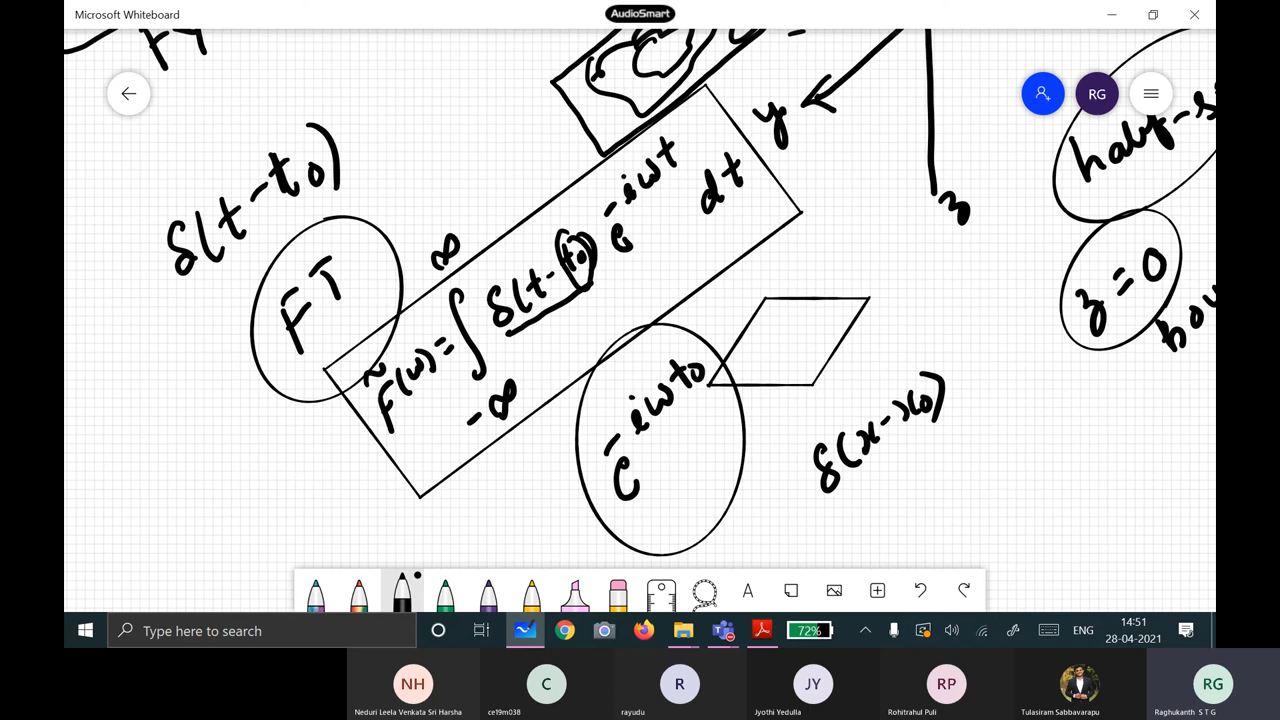 Microsoft Whiteboard
AudioSmart
RG
y
z
half-s
z = 0
δ(t-t0)
FT
F̃(ω) = ∫ δ(t-t0) e^-iωt dt
∞
-∞
e^-iωt0
δ(x-x0)
A
Type here to search
72%
ENG
14:51
28-04-2021
NH
Neduri Leela Venkata Sri Harsha
C
ce19m038
R
rayudu
JY
Jyothi Yedulla
RP
Rohitrahul Puli
Tulasiram Sabbavarapu
RG
Raghukanth S T G